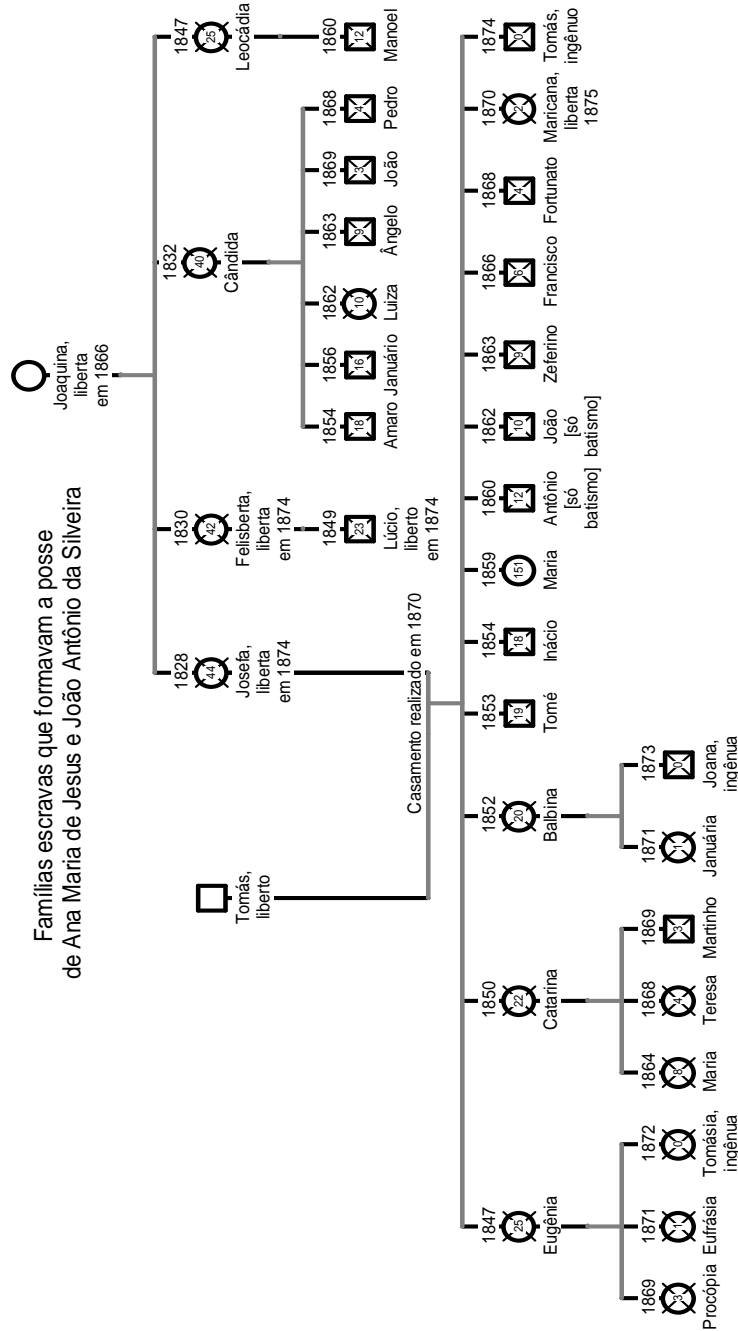 Famílias escravas que formavam a posse
de Ana Maria de Jesus e João Antônio da Silveira
Joaquina,
liberta
em 1866
1828
44
Josefa,
liberta
em 1874
1830
42
Felisberta,
liberta
em 1874
1832
40
Cândida
1847
25
Leocádia
Tomás,
liberto
Casamento realizado em 1870
1849
23
Lúcio,
liberto
em 1874
1854
18
Amaro
1856
16
Januário
1862
10
Luiza
1863
9
Ângelo
1869
3
João
1868
4
Pedro
1860
12
Manoel
1847
25
Eugênia
1850
22
Catarina
1852
20
Balbina
1853
19
Tomé
1854
18
Inácio
1859
151
Maria
1860
12
Antônio
[só
batismo]
1862
10
João
[só
batismo]
1863
9
Zeferino
1866
6
Francisco
1868
4
Fortunato
1870
2
Maricana,
liberta
1875
1874
0
Tomás,
ingênuo
1869
3
Procópia
1871
1
Eufrásia
1872
0
Tomásia,
ingênua
1864
8
Maria
1868
4
Teresa
1869
3
Martinho
1871
1
Januária
1873
0
Joana,
ingênua